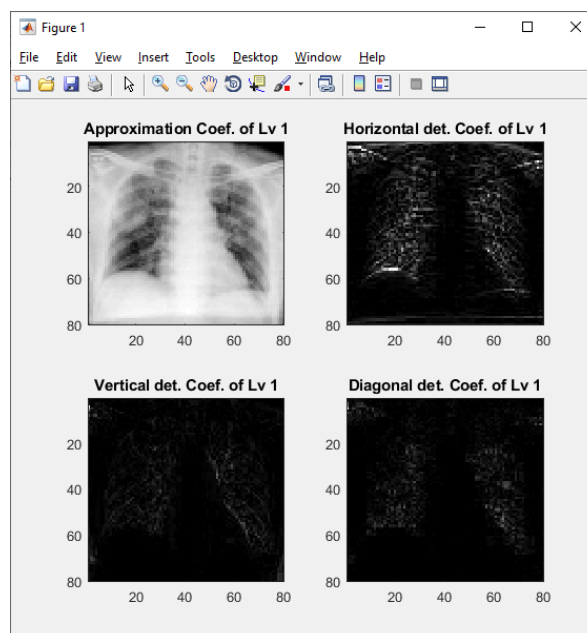 Figure 1
File Edit View Insert Tools Desktop Window Help
Approximation Coef. of Lv 1
20
40
60
80
20 40 60 80
Horizontal det. Coef. of Lv 1
20
40
60
80
20 40 60 80
Vertical det. Coef. of Lv 1
20
40
60
80
20 40 60 80
Diagonal det. Coef. of Lv 1
20
40
60
80
20 40 60 80